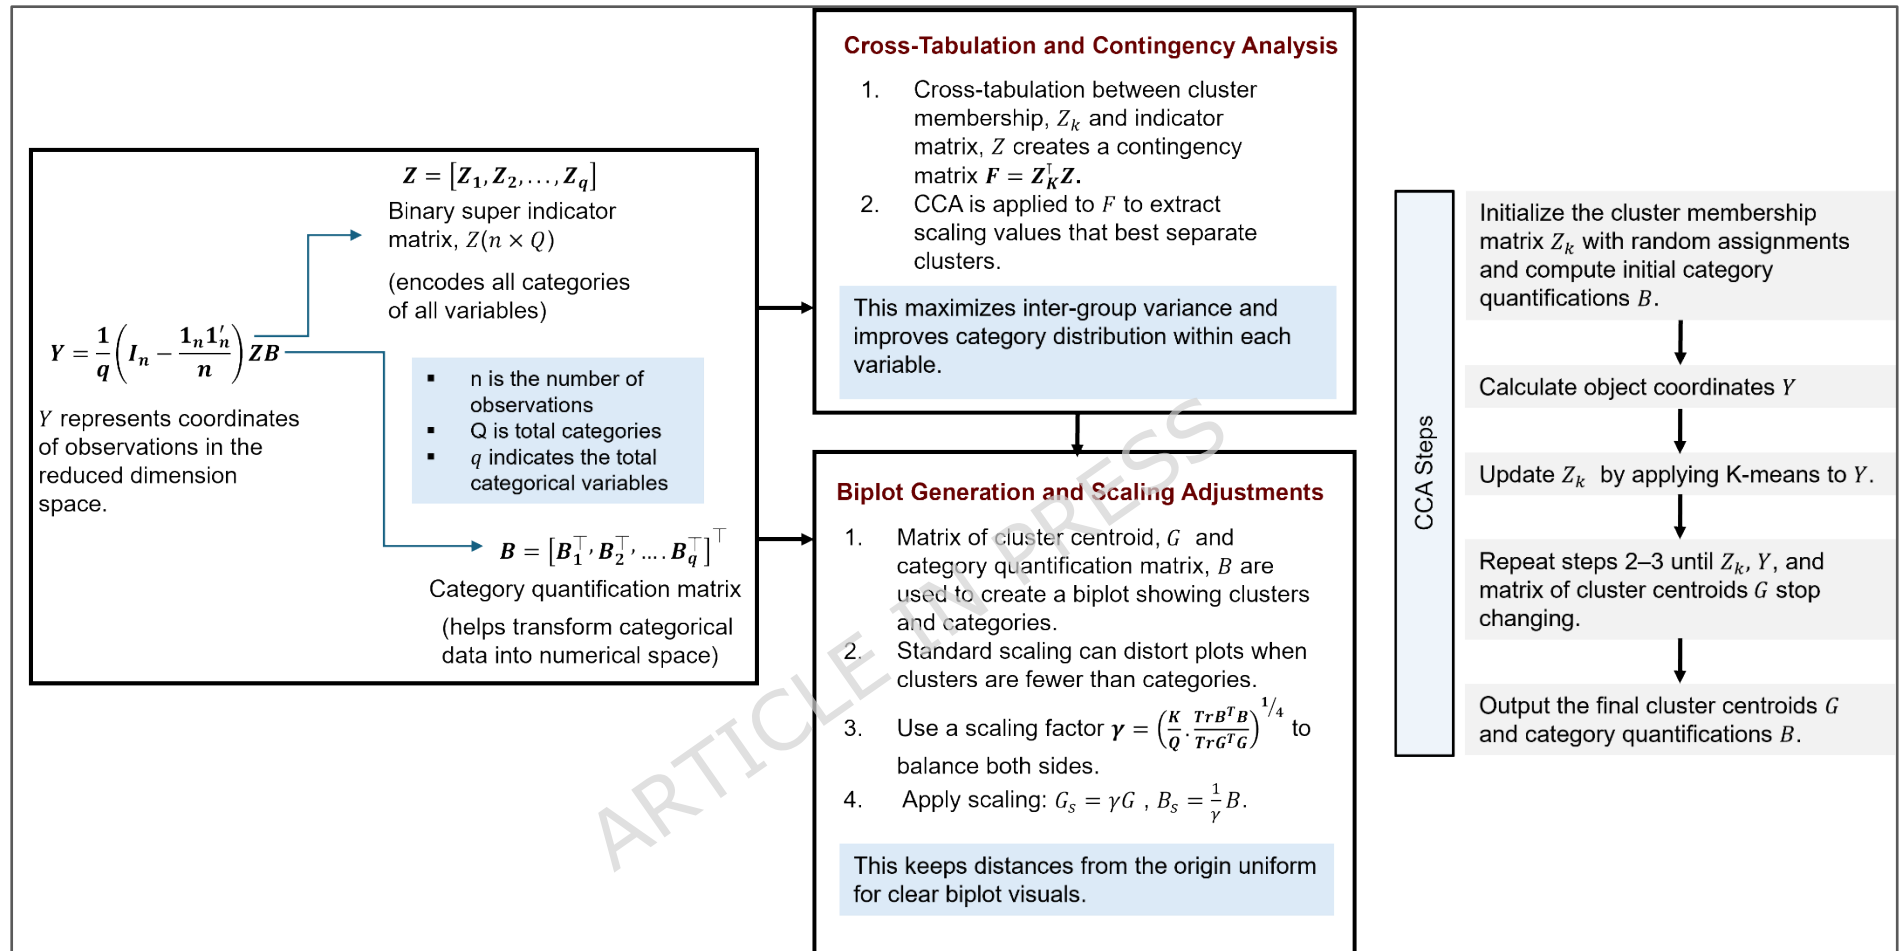 Z = [Z₁, Z₂, . . . , Z_q]
Binary super indicator
matrix, Z(n × Q)
(encodes all categories
of all variables)
Y = 1/q (Iₙ − 1ₙ1′ₙ/n) ZB
Y represents coordinates
of observations in the
reduced dimension
space.
▪ n is the number of
observations
▪ Q is total categories
▪ q indicates the total
categorical variables
B = [B₁^⊤, B₂^⊤, … . B_q^⊤]^⊤
Category quantification matrix
(helps transform categorical
data into numerical space)
Cross-Tabulation and Contingency Analysis
1. Cross-tabulation between cluster
membership, Z_k and indicator
matrix, Z creates a contingency
matrix F = Z_K^⊺ Z.
2. CCA is applied to F to extract
scaling values that best separate
clusters.
This maximizes inter-group variance and
improves category distribution within each
variable.
Biplot Generation and Scaling Adjustments
1. Matrix of cluster centroid, G and
category quantification matrix, B are
used to create a biplot showing clusters
and categories.
2. Standard scaling can distort plots when
clusters are fewer than categories.
3. Use a scaling factor γ = (K/Q . TrB^T B/TrG^T G)^1/4 to
balance both sides.
4. Apply scaling: G_s = γG , B_s = 1/γ B.
This keeps distances from the origin uniform
for clear biplot visuals.
CCA Steps
Initialize the cluster membership
matrix Z_k with random assignments
and compute initial category
quantifications B.
Calculate object coordinates Y
Update Z_k by applying K-means to Y.
Repeat steps 2–3 until Z_k, Y, and
matrix of cluster centroids G stop
changing.
Output the final cluster centroids G
and category quantifications B.
ARTICLE IN PRESS